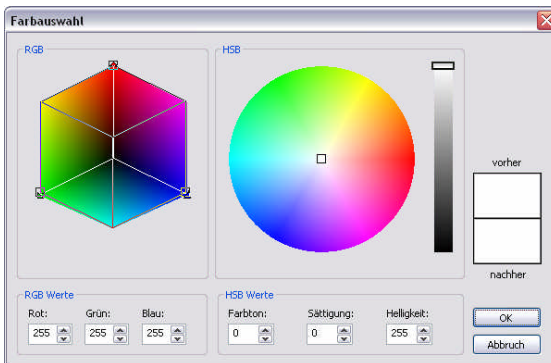 Farbauswahl
RGB
HSB
vorher
nachher
RGB Werte
Rot: Grün: Blau:
255 255 255
HSB Werte
Farbton: Sättigung: Helligkeit:
0 0 255
OK
Abbruch